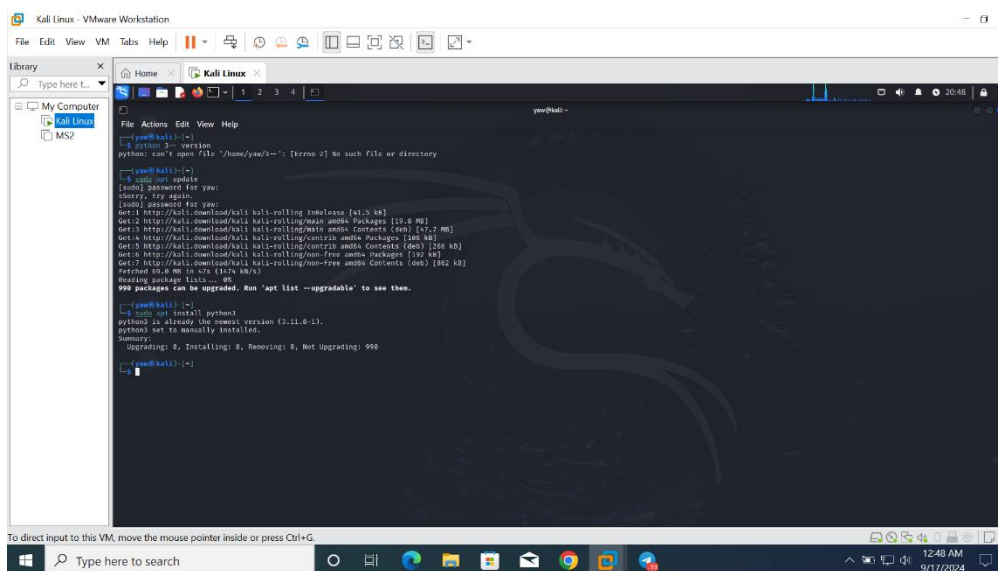 Kali Linux - VMware Workstation
File Edit View VM Tabs Help
Library
Type here t...
My Computer
Kali Linux
MS2
Home
Kali Linux
1 2 3 4
20:48
yaw@kali: ~
File Actions Edit View Help
(yaw㉿kali)-[~]
$ python 3-- version
python: can't open file '/home/yaw/3--': [Errno 2] No such file or directory
(yaw㉿kali)-[~]
$ sudo apt update
[sudo] password for yaw:
sSorry, try again.
[sudo] password for yaw:
Get:1 http://kali.download/kali kali-rolling InRelease [41.5 kB]
Get:2 http://kali.download/kali kali-rolling/main amd64 Packages [19.8 MB]
Get:3 http://kali.download/kali kali-rolling/main amd64 Contents (deb) [47.7 MB]
Get:4 http://kali.download/kali kali-rolling/contrib amd64 Packages [106 kB]
Get:5 http://kali.download/kali kali-rolling/contrib amd64 Contents (deb) [266 kB]
Get:6 http://kali.download/kali kali-rolling/non-free amd64 Packages [192 kB]
Get:7 http://kali.download/kali kali-rolling/non-free amd64 Contents (deb) [862 kB]
Fetched 69.0 MB in 47s (1474 kB/s)
Reading package lists... 0%
990 packages can be upgraded. Run 'apt list --upgradable' to see them.
(yaw㉿kali)-[~]
$ sudo apt install python3
python3 is already the newest version (3.11.8-1).
python3 set to manually installed.
Summary:
Upgrading: 0, Installing: 0, Removing: 0, Not Upgrading: 990
(yaw㉿kali)-[~]
$
To direct input to this VM, move the mouse pointer inside or press Ctrl+G.
Type here to search
12:48 AM
9/17/2024